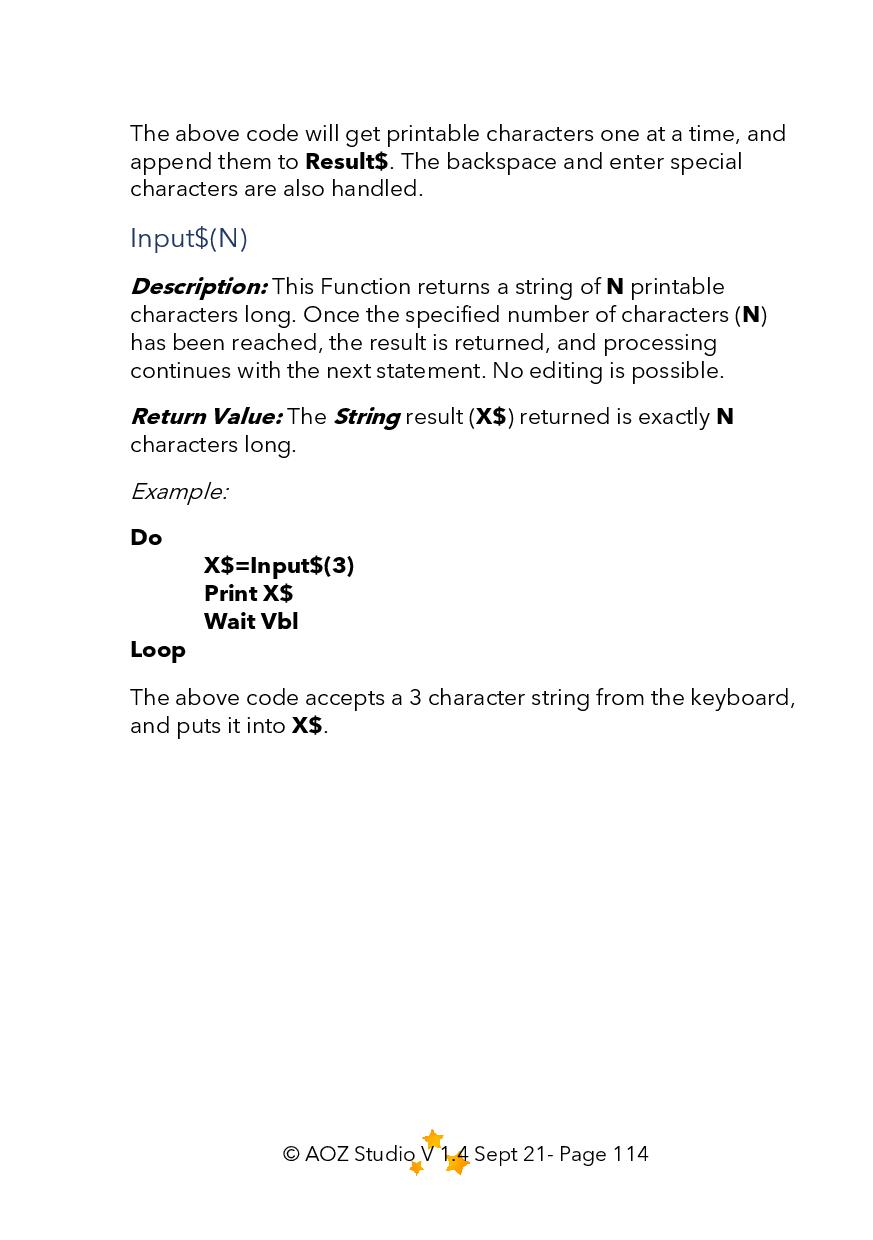 The above code will get printable characters one at a time, and
append them to Result$. The backspace and enter special
characters are also handled.
Input$(N)
Description: This Function returns a string of N printable
characters long. Once the specified number of characters (N)
has been reached, the result is returned, and processing
continues with the next statement. No editing is possible.
Return Value: The String result (X$) returned is exactly N
characters long.
Example:
Do
X$=Input$(3)
Print X$
Wait Vbl
Loop
The above code accepts a 3 character string from the keyboard,
and puts it into X$.
© AOZ Studio V 1.4 Sept 21- Page 114